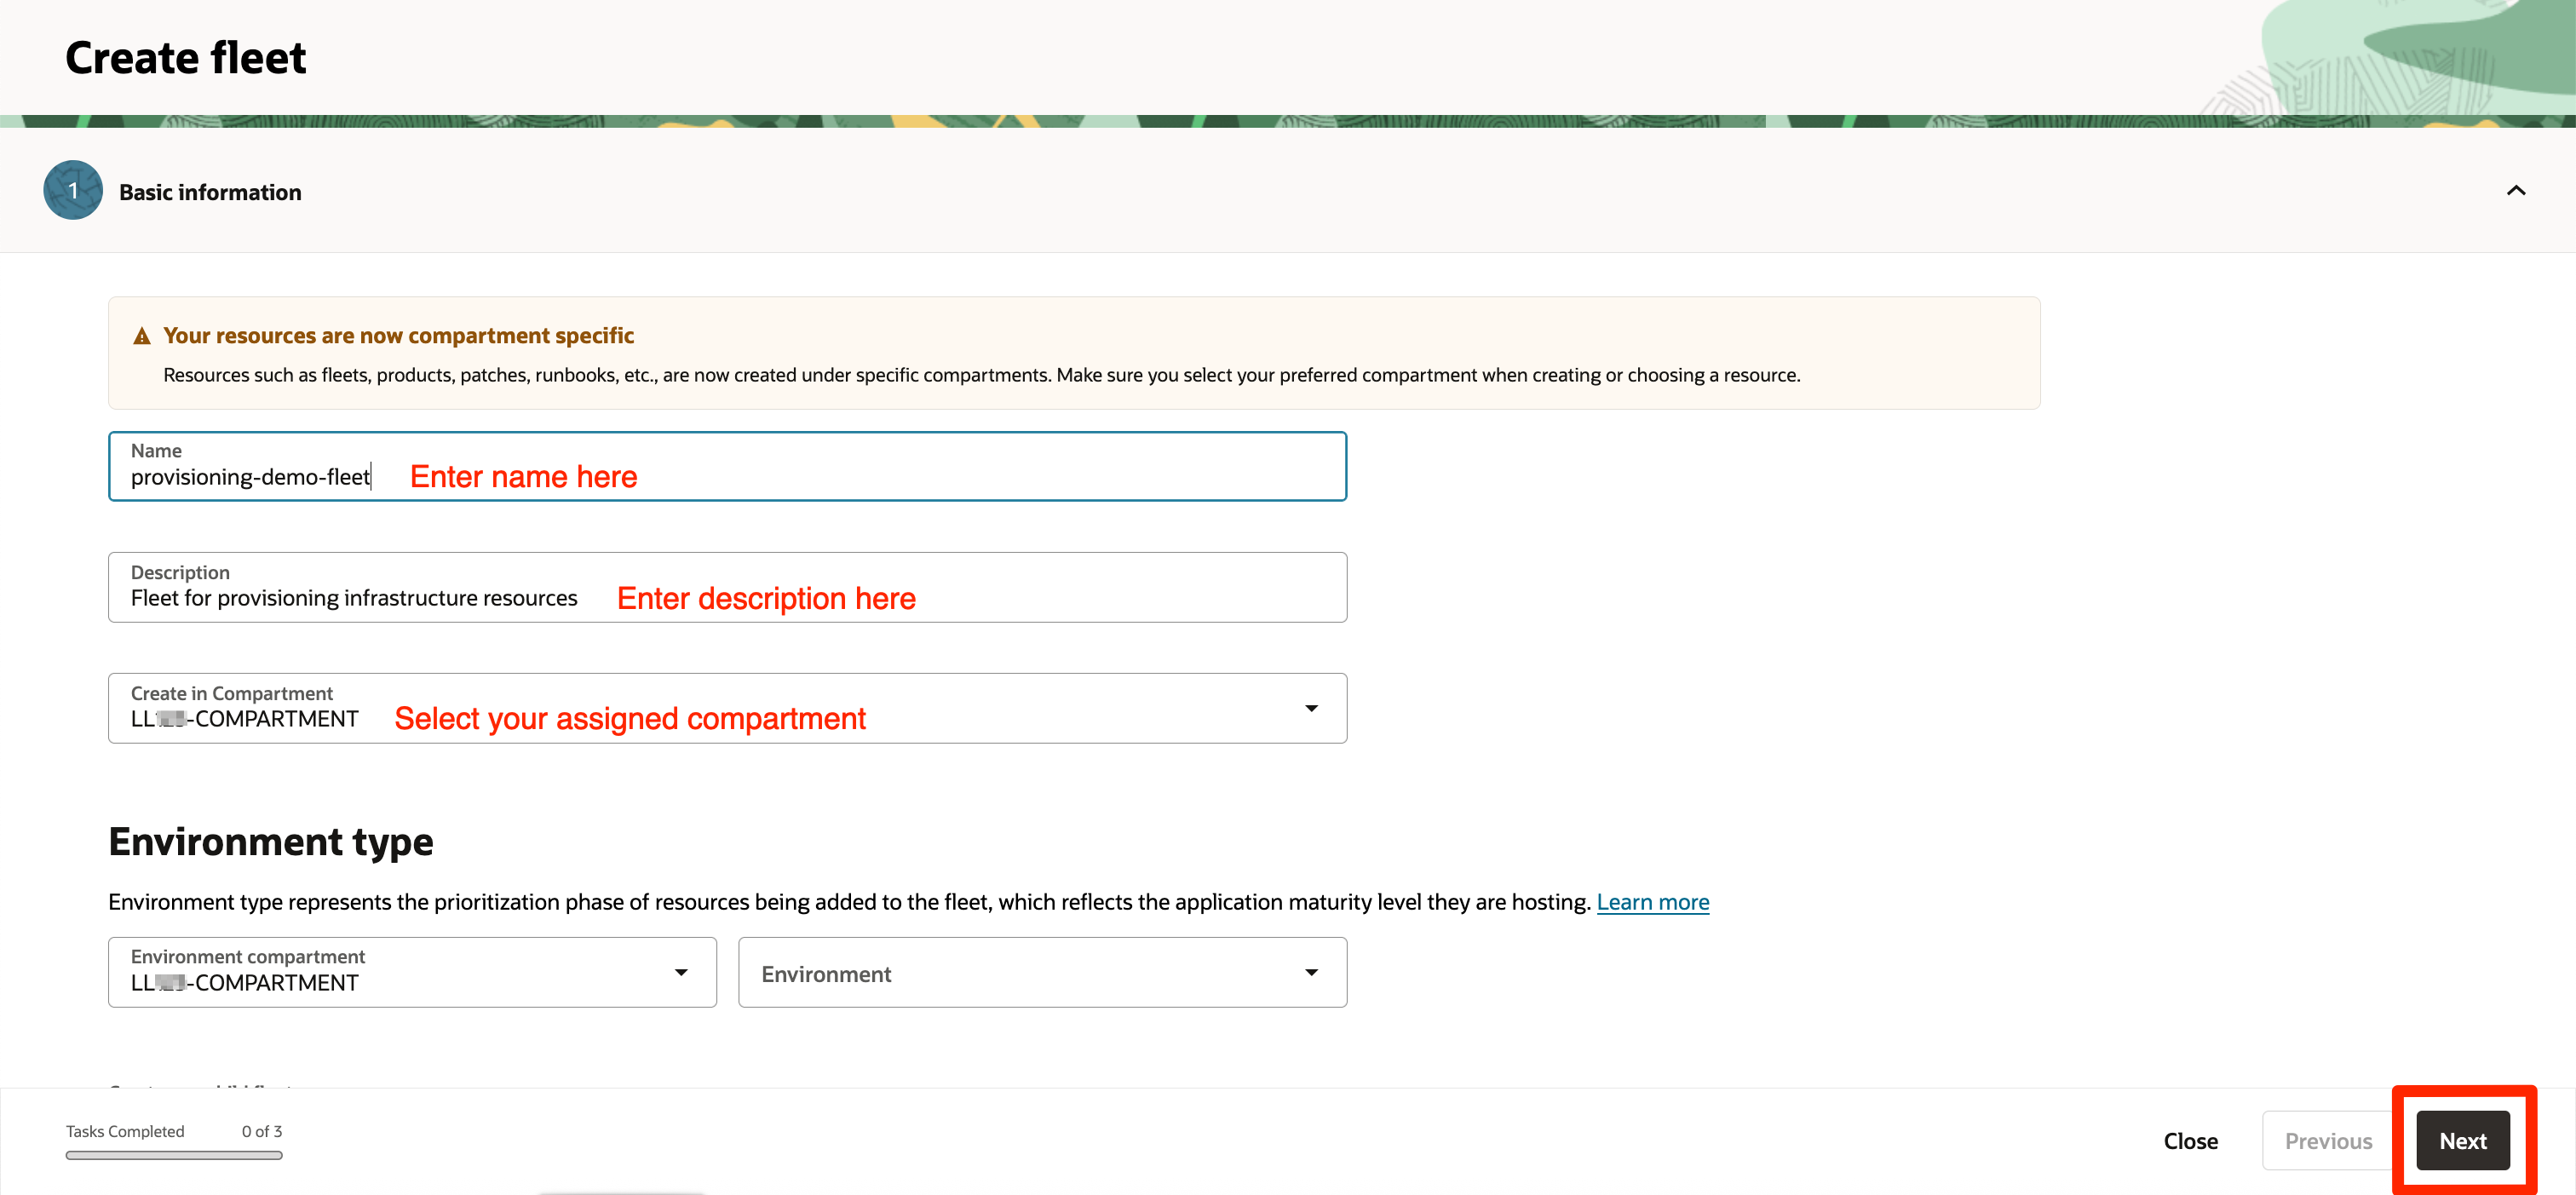 Create fleet
1 Basic information
Your resources are now compartment specific
Resources such as fleets, products, patches, runbooks, etc., are now created under specific compartments. Make sure you select your preferred compartment when creating or choosing a resource.
Name
provisioning-demo-fleet Enter name here
Description
Fleet for provisioning infrastructure resources Enter description here
Create in Compartment
LL -COMPARTMENT Select your assigned compartment
Environment type
Environment type represents the prioritization phase of resources being added to the fleet, which reflects the application maturity level they are hosting. Learn more
Environment compartment
LL -COMPARTMENT
Environment
Tasks Completed 0 of 3
Close Previous Next